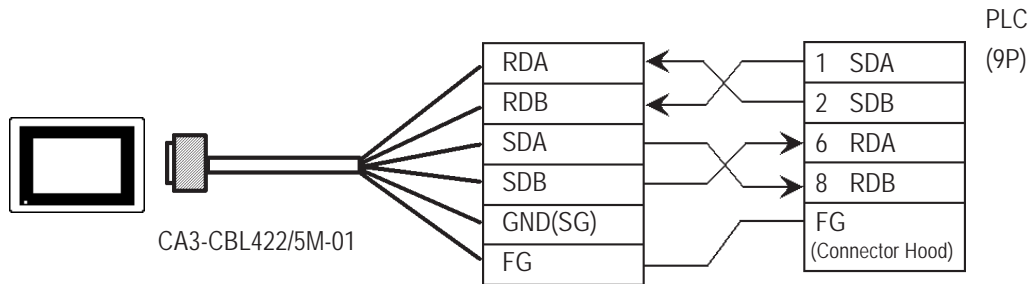 PLC
(9P)
RDA
RDB
SDA
SDB
GND(SG)
FG
1 SDA
2 SDB
6 RDA
8 RDB
FG
(Connector Hood)
CA3-CBL422/5M-01